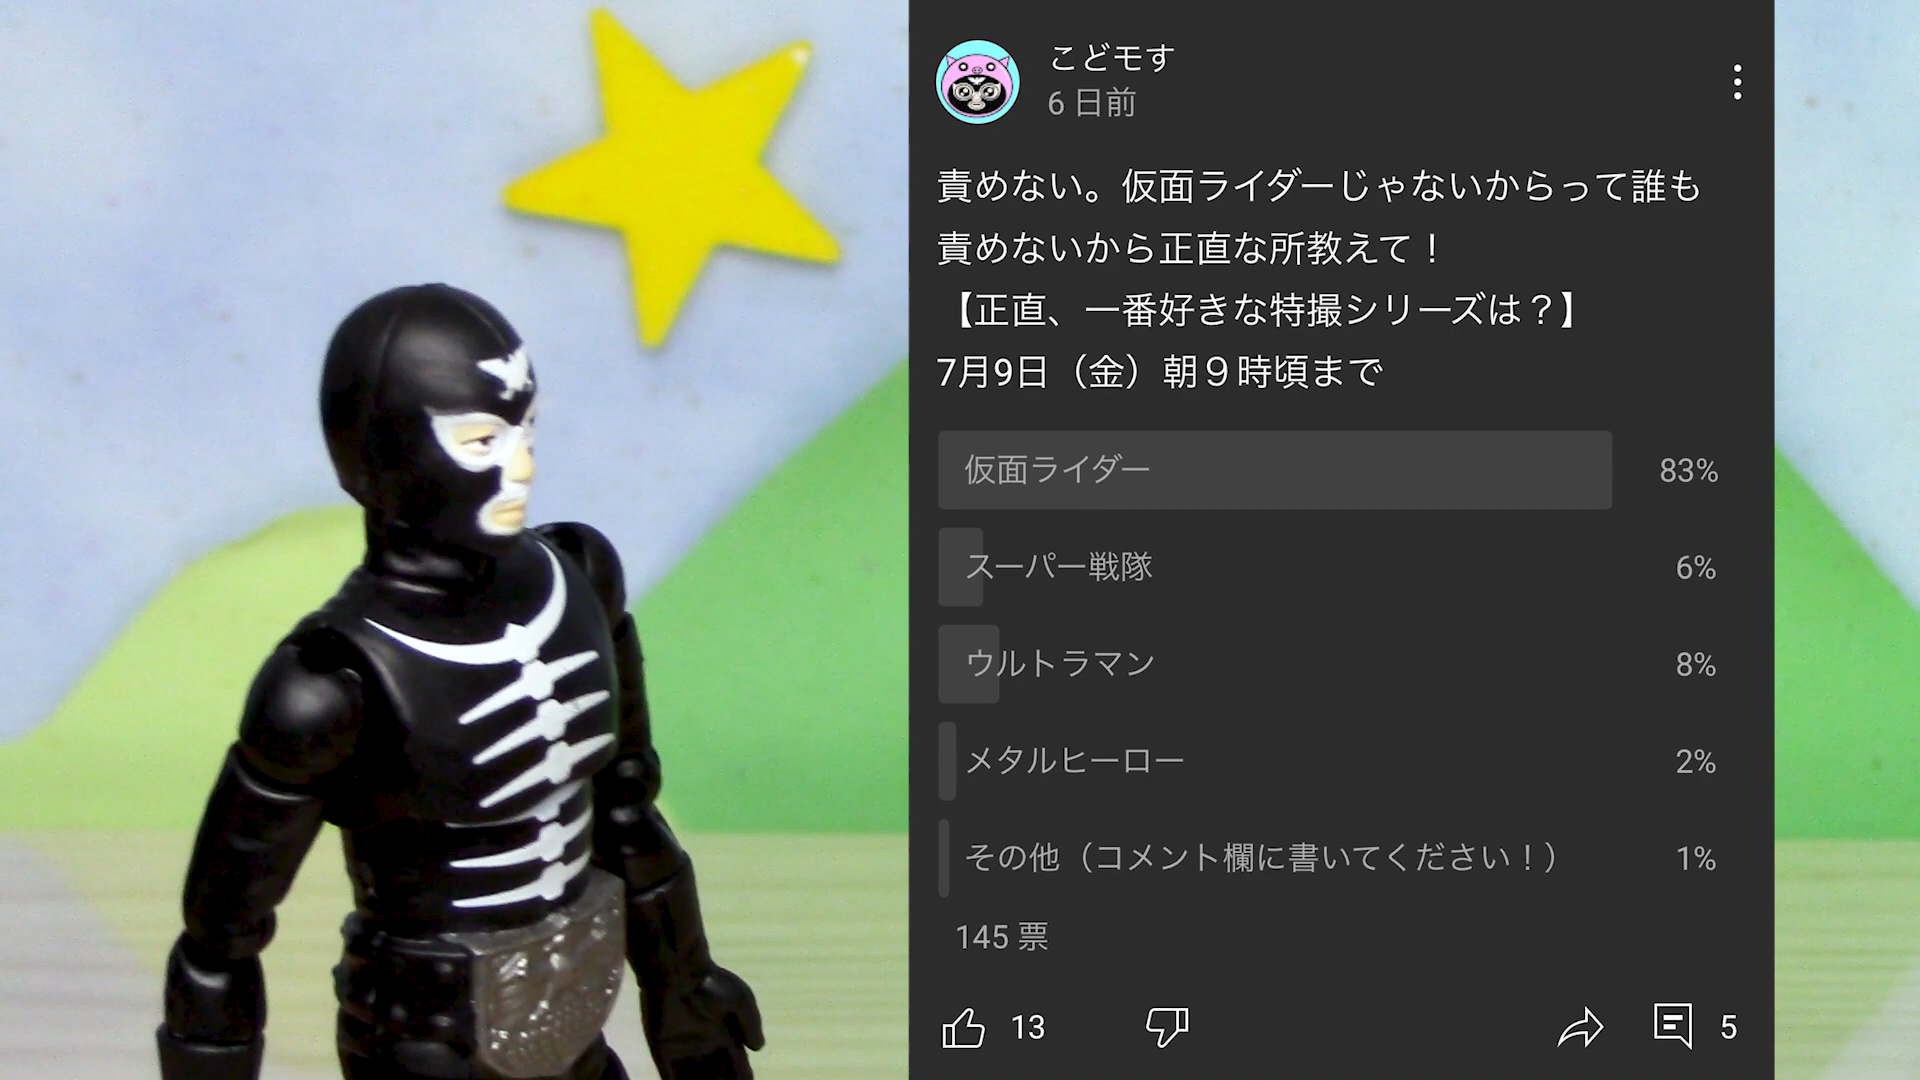 こどモす
6 日前
責めない。仮面ライダーじゃないからって誰も
責めないから正直な所教えて！
【正直、一番好きな特撮シリーズは？】
7月9日（金）朝９時頃まで
仮面ライダー 83%
スーパー戦隊 6%
ウルトラマン 8%
メタルヒーロー 2%
その他（コメント欄に書いてください！） 1%
145 票
13 5